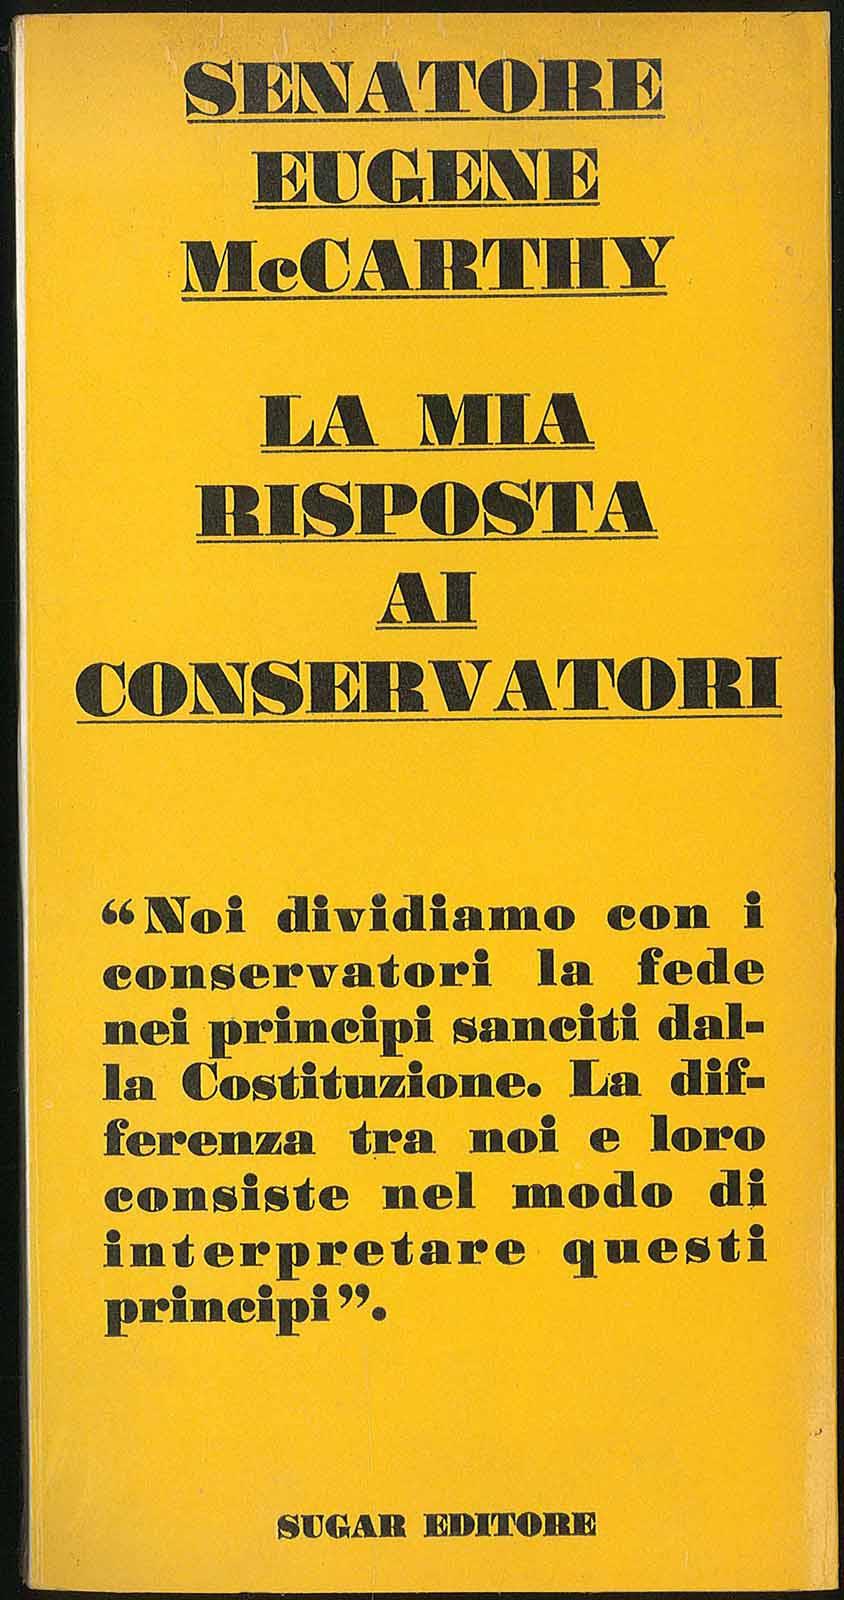 SENATORE
EUGENE
McCARTHY
LA MIA
RISPOSTA
AI
CONSERVATORI
“Noi dividiamo con i
conservatori la fede
nei principi sanciti dal-
la Costituzione. La dif-
ferenza tra noi e loro
consiste nel modo di
interpretare questi
principi”.
SUGAR EDITORE